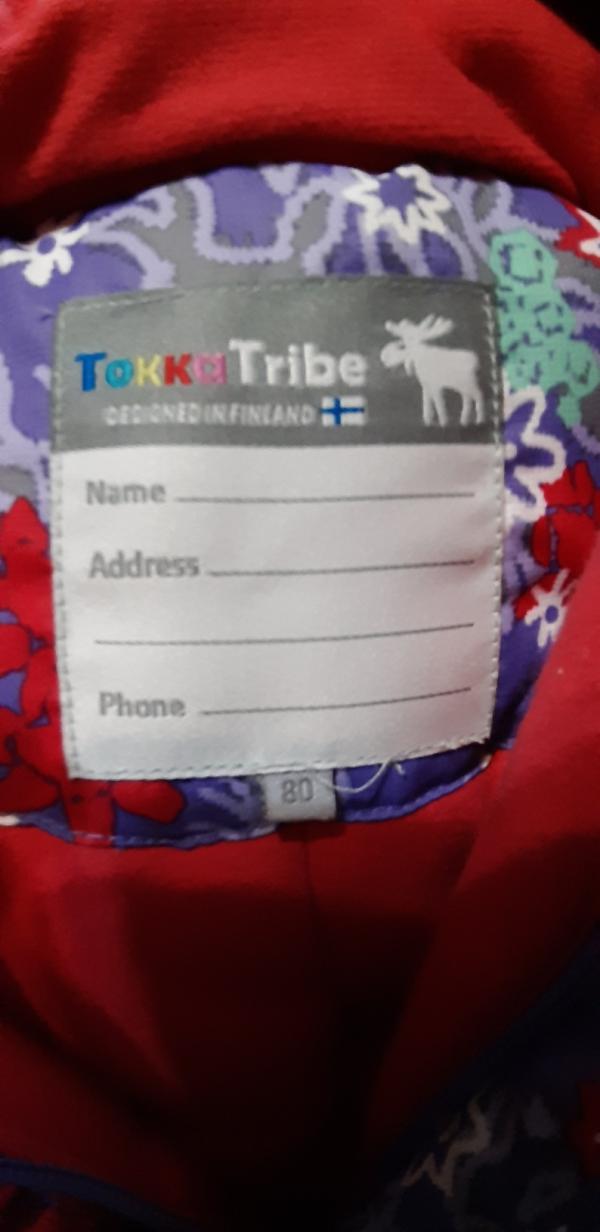 TOKKATribe
DESIGNED IN FINLAND
Name
Address
Phone
80